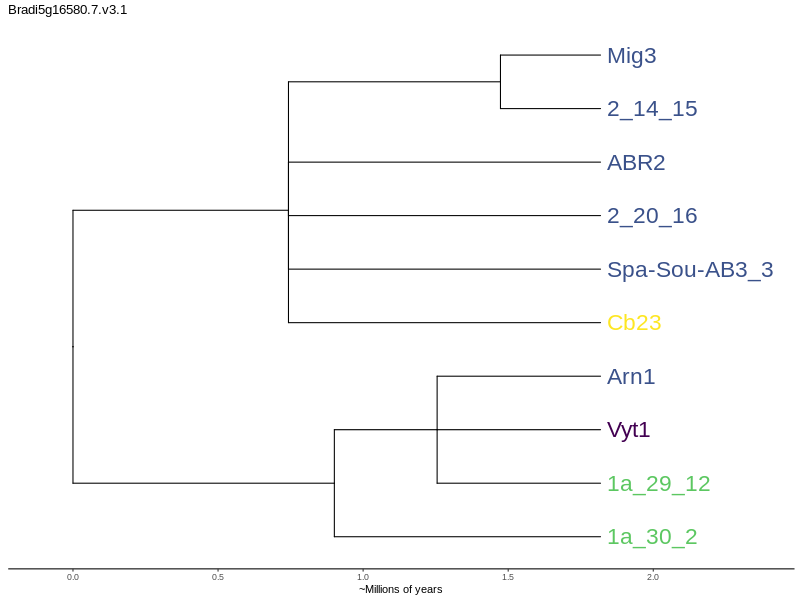 Bradi5g16580.7.v3.1
Mig3
2_14_15
ABR2
2_20_16
Spa-Sou-AB3_3
Cb23
Arn1
Vyt1
1a_29_12
1a_30_2
0.0 0.5 1.0 1.5 2.0
~Millions of years